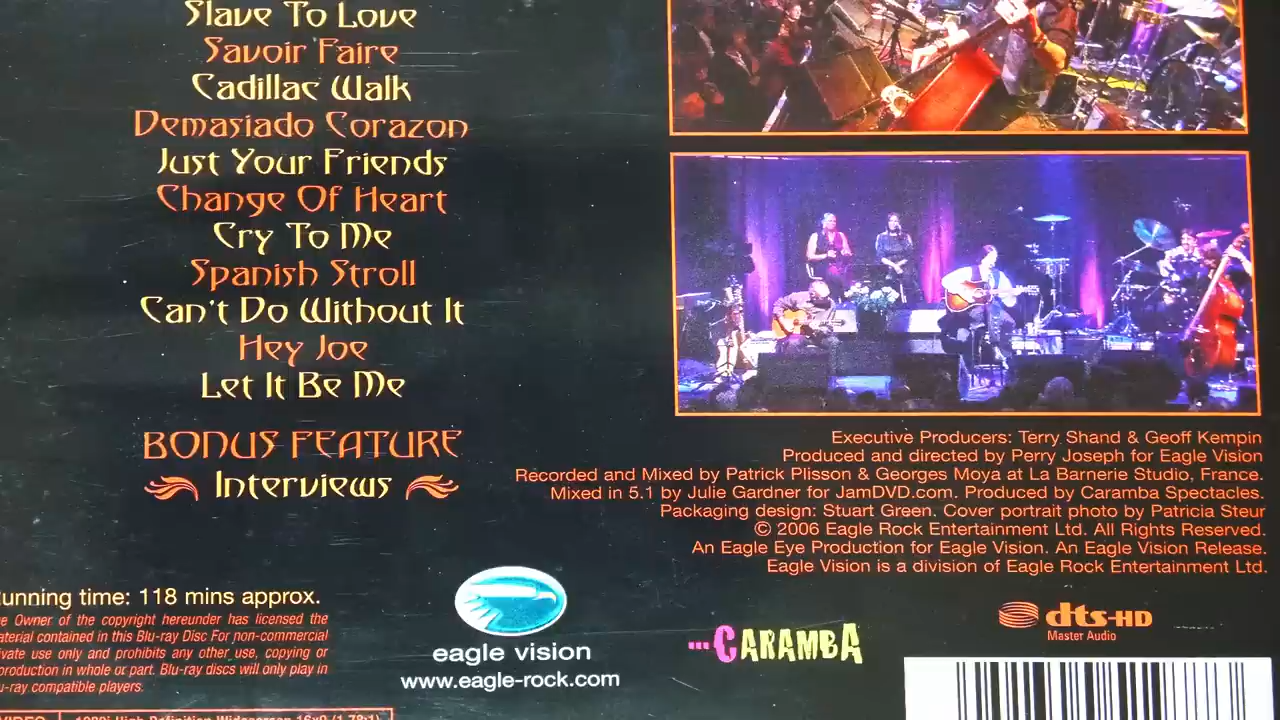 Slave To Love
Savoir Faire
Cadillac Walk
Demasiado Corazon
Just Your Friends
Change Of Heart
Cry To Me
Spanish Stroll
Can't Do Without It
Hey Joe
Let It Be Me
BONUS FEATURE
Interviews
Executive Producers: Terry Shand & Geoff Kempin
Produced and directed by Perry Joseph for Eagle Vision
Recorded and Mixed by Patrick Plisson & Georges Moya at La Barnerie Studio, France.
Mixed in 5.1 by Julie Gardner for JamDVD.com. Produced by Caramba Spectacles.
Packaging design: Stuart Green. Cover portrait photo by Patricia Steur
© 2006 Eagle Rock Entertainment Ltd. All Rights Reserved.
An Eagle Eye Production for Eagle Vision. An Eagle Vision Release.
Eagle Vision is a division of Eagle Rock Entertainment Ltd.
unning time: 118 mins approx.
e Owner of the copyright hereunder has licensed the
aterial contained in this Blu-ray Disc For non-commercial
ivate use only and prohibits any other use, copying or
production in whole or part. Blu-ray discs will only play in
u-ray compatible players.
eagle vision
www.eagle-rock.com
...CARAMBA
dts-HD
Master Audio
VIDEO 1080i High Definition Widescreen 16x9 (1.78:1)